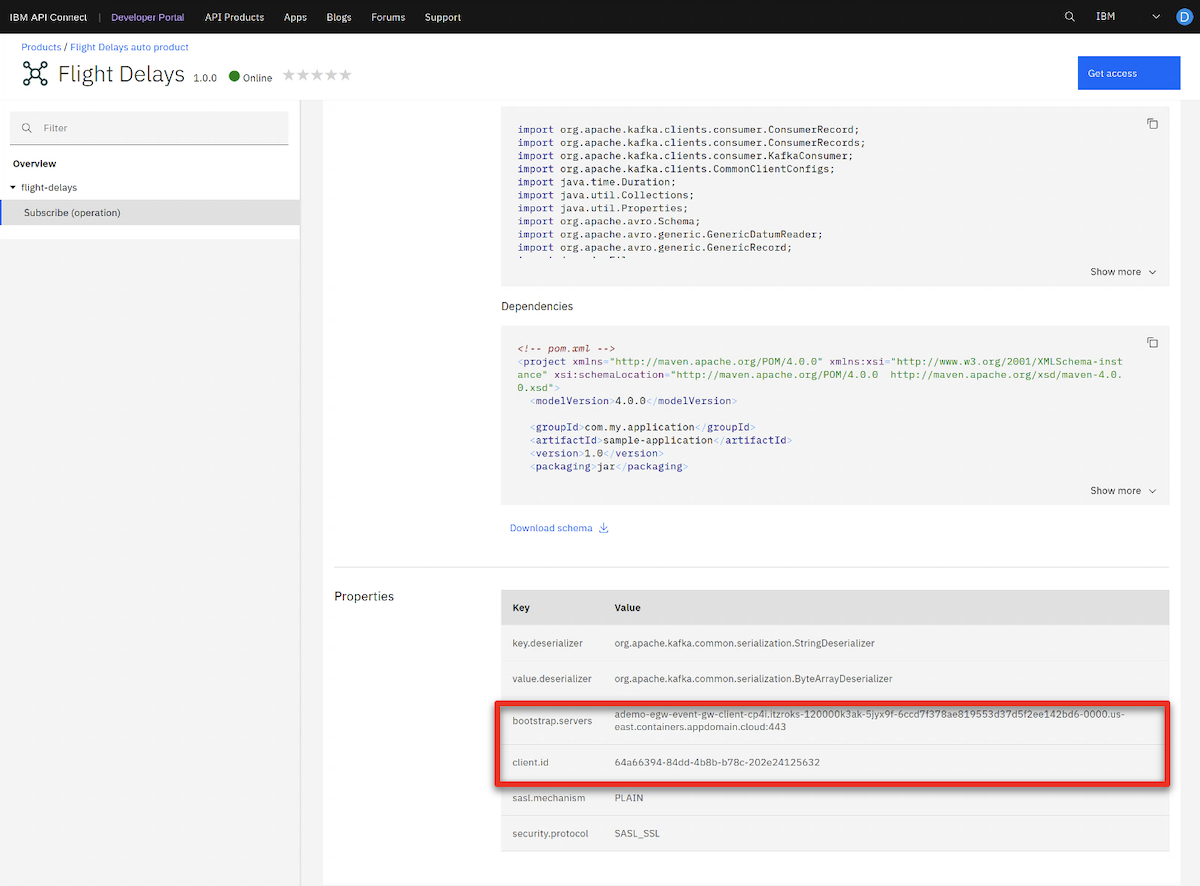 IBM API Connect | Developer Portal API Products Apps Blogs Forums Support IBM D
Products / Flight Delays auto product
Flight Delays 1.0.0 Online
Get access
Filter
Overview
flight-delays
Subscribe (operation)
import org.apache.kafka.clients.consumer.ConsumerRecord;
import org.apache.kafka.clients.consumer.ConsumerRecords;
import org.apache.kafka.clients.consumer.KafkaConsumer;
import org.apache.kafka.clients.CommonClientConfigs;
import java.time.Duration;
import java.util.Collections;
import java.util.Properties;
import org.apache.avro.Schema;
import org.apache.avro.generic.GenericDatumReader;
import org.apache.avro.generic.GenericRecord;
Show more
Dependencies
<!-- pom.xml -->
<project xmlns="http://maven.apache.org/POM/4.0.0" xmlns:xsi="http://www.w3.org/2001/XMLSchema-inst
ance" xsi:schemaLocation="http://maven.apache.org/POM/4.0.0  http://maven.apache.org/xsd/maven-4.0.
0.xsd">
<modelVersion>4.0.0</modelVersion>
<groupId>com.my.application</groupId>
<artifactId>sample-application</artifactId>
<version>1.0</version>
<packaging>jar</packaging>
Show more
Download schema
Properties
Key Value
key.deserializer org.apache.kafka.common.serialization.StringDeserializer
value.deserializer org.apache.kafka.common.serialization.ByteArrayDeserializer
bootstrap.servers ademo-egw-event-gw-client-cp4i.itzroks-120000k3ak-5jyx9f-6ccd7f378ae819553d37d5f2ee142bd6-0000.us-
east.containers.appdomain.cloud:443
client.id 64a66394-84dd-4b8b-b78c-202e24125632
sasl.mechanism PLAIN
security.protocol SASL_SSL